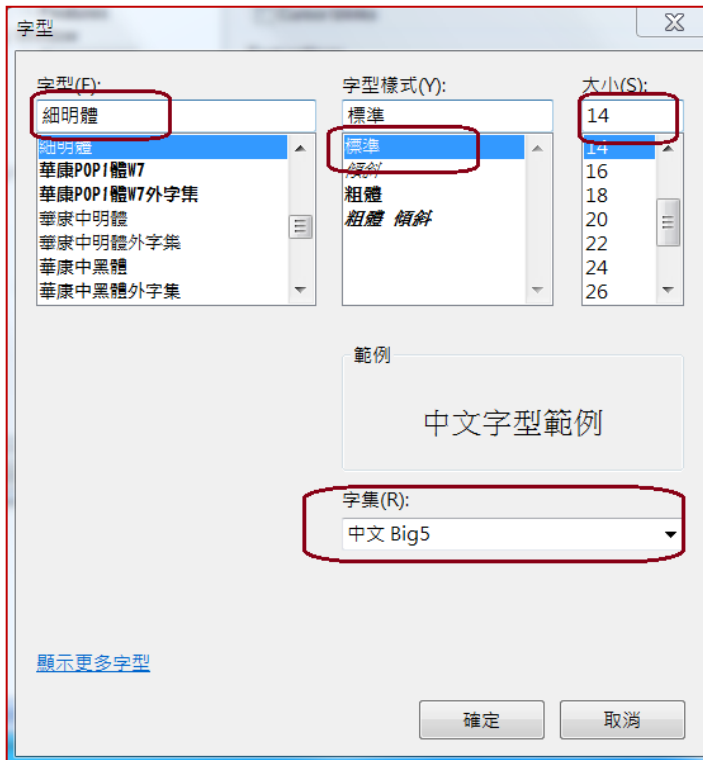 字型
字型(F):
細明體
細明體
華康POP1體W7
華康POP1體W7外字集
華康中明體
華康中明體外字集
華康中黑體
華康中黑體外字集
字型樣式(Y):
標準
標準
傾斜
粗體
粗體 傾斜
大小(S):
14
14
16
18
20
22
24
26
範例
中文字型範例
字集(R):
中文 Big5
顯示更多字型
確定
取消